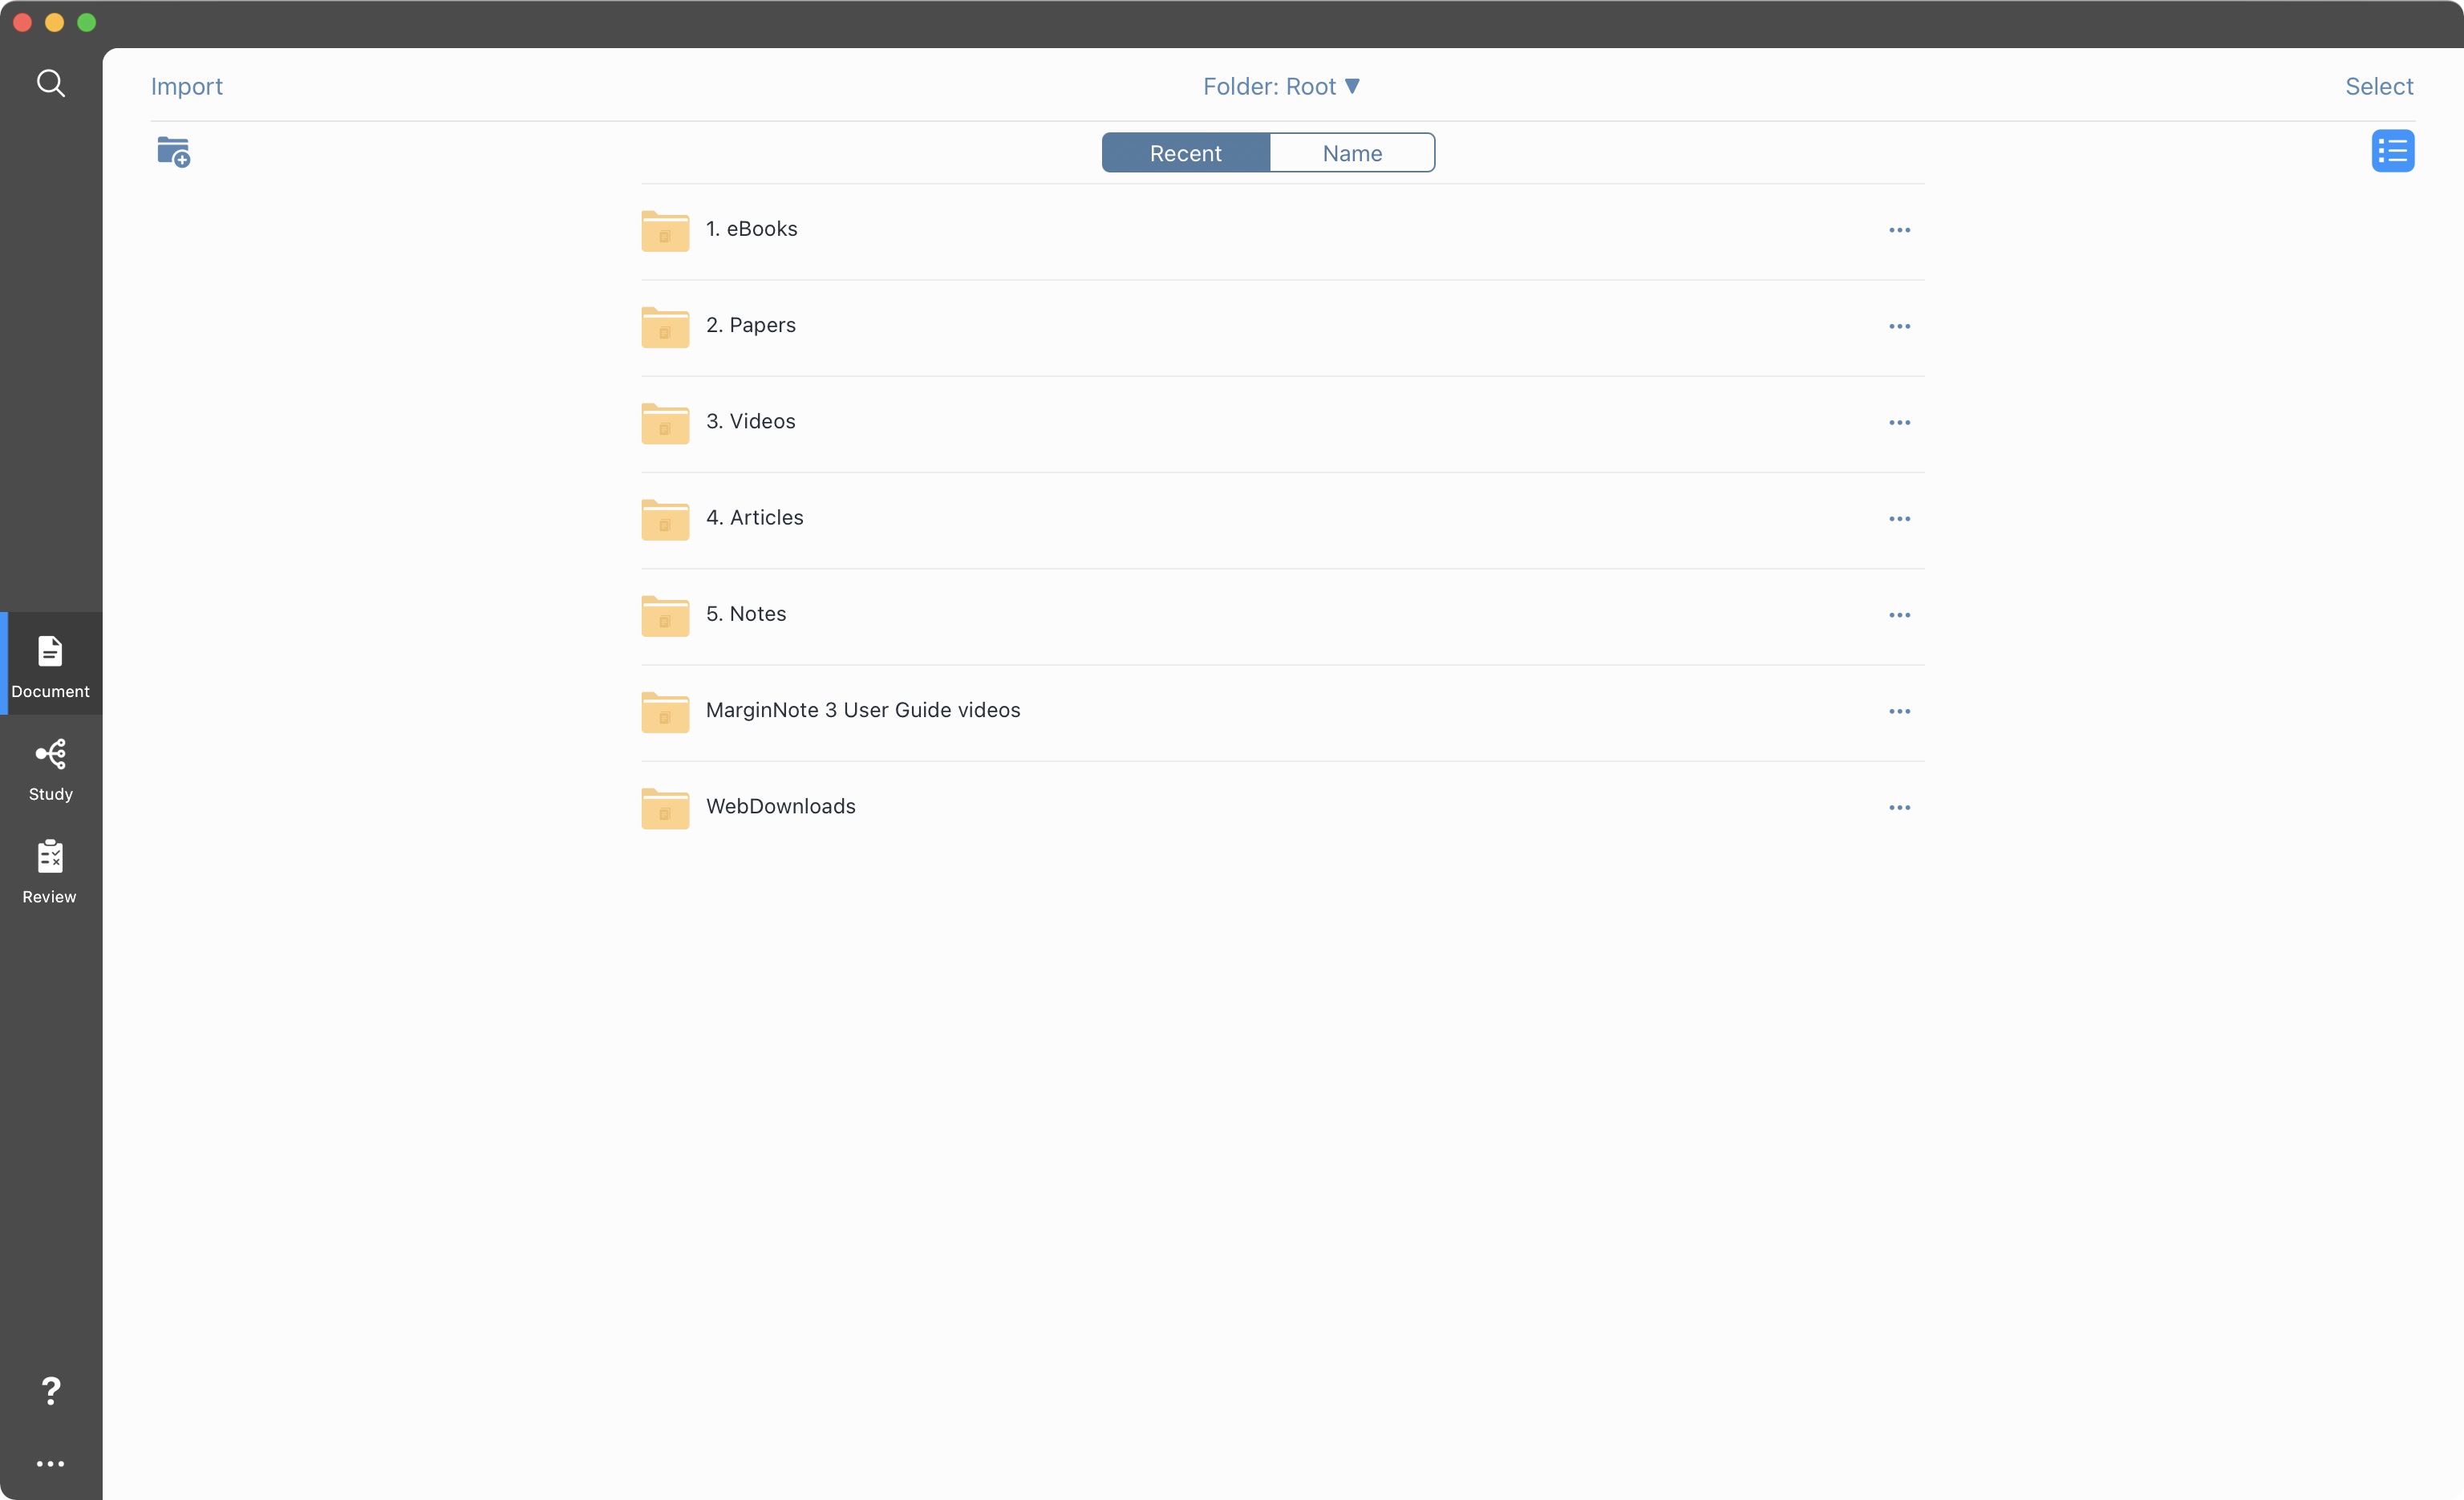 Import
Folder: Root ▼
Select
Recent
Name
1. eBooks
2. Papers
3. Videos
4. Articles
5. Notes
MarginNote 3 User Guide videos
WebDownloads
Document
Study
Review
?